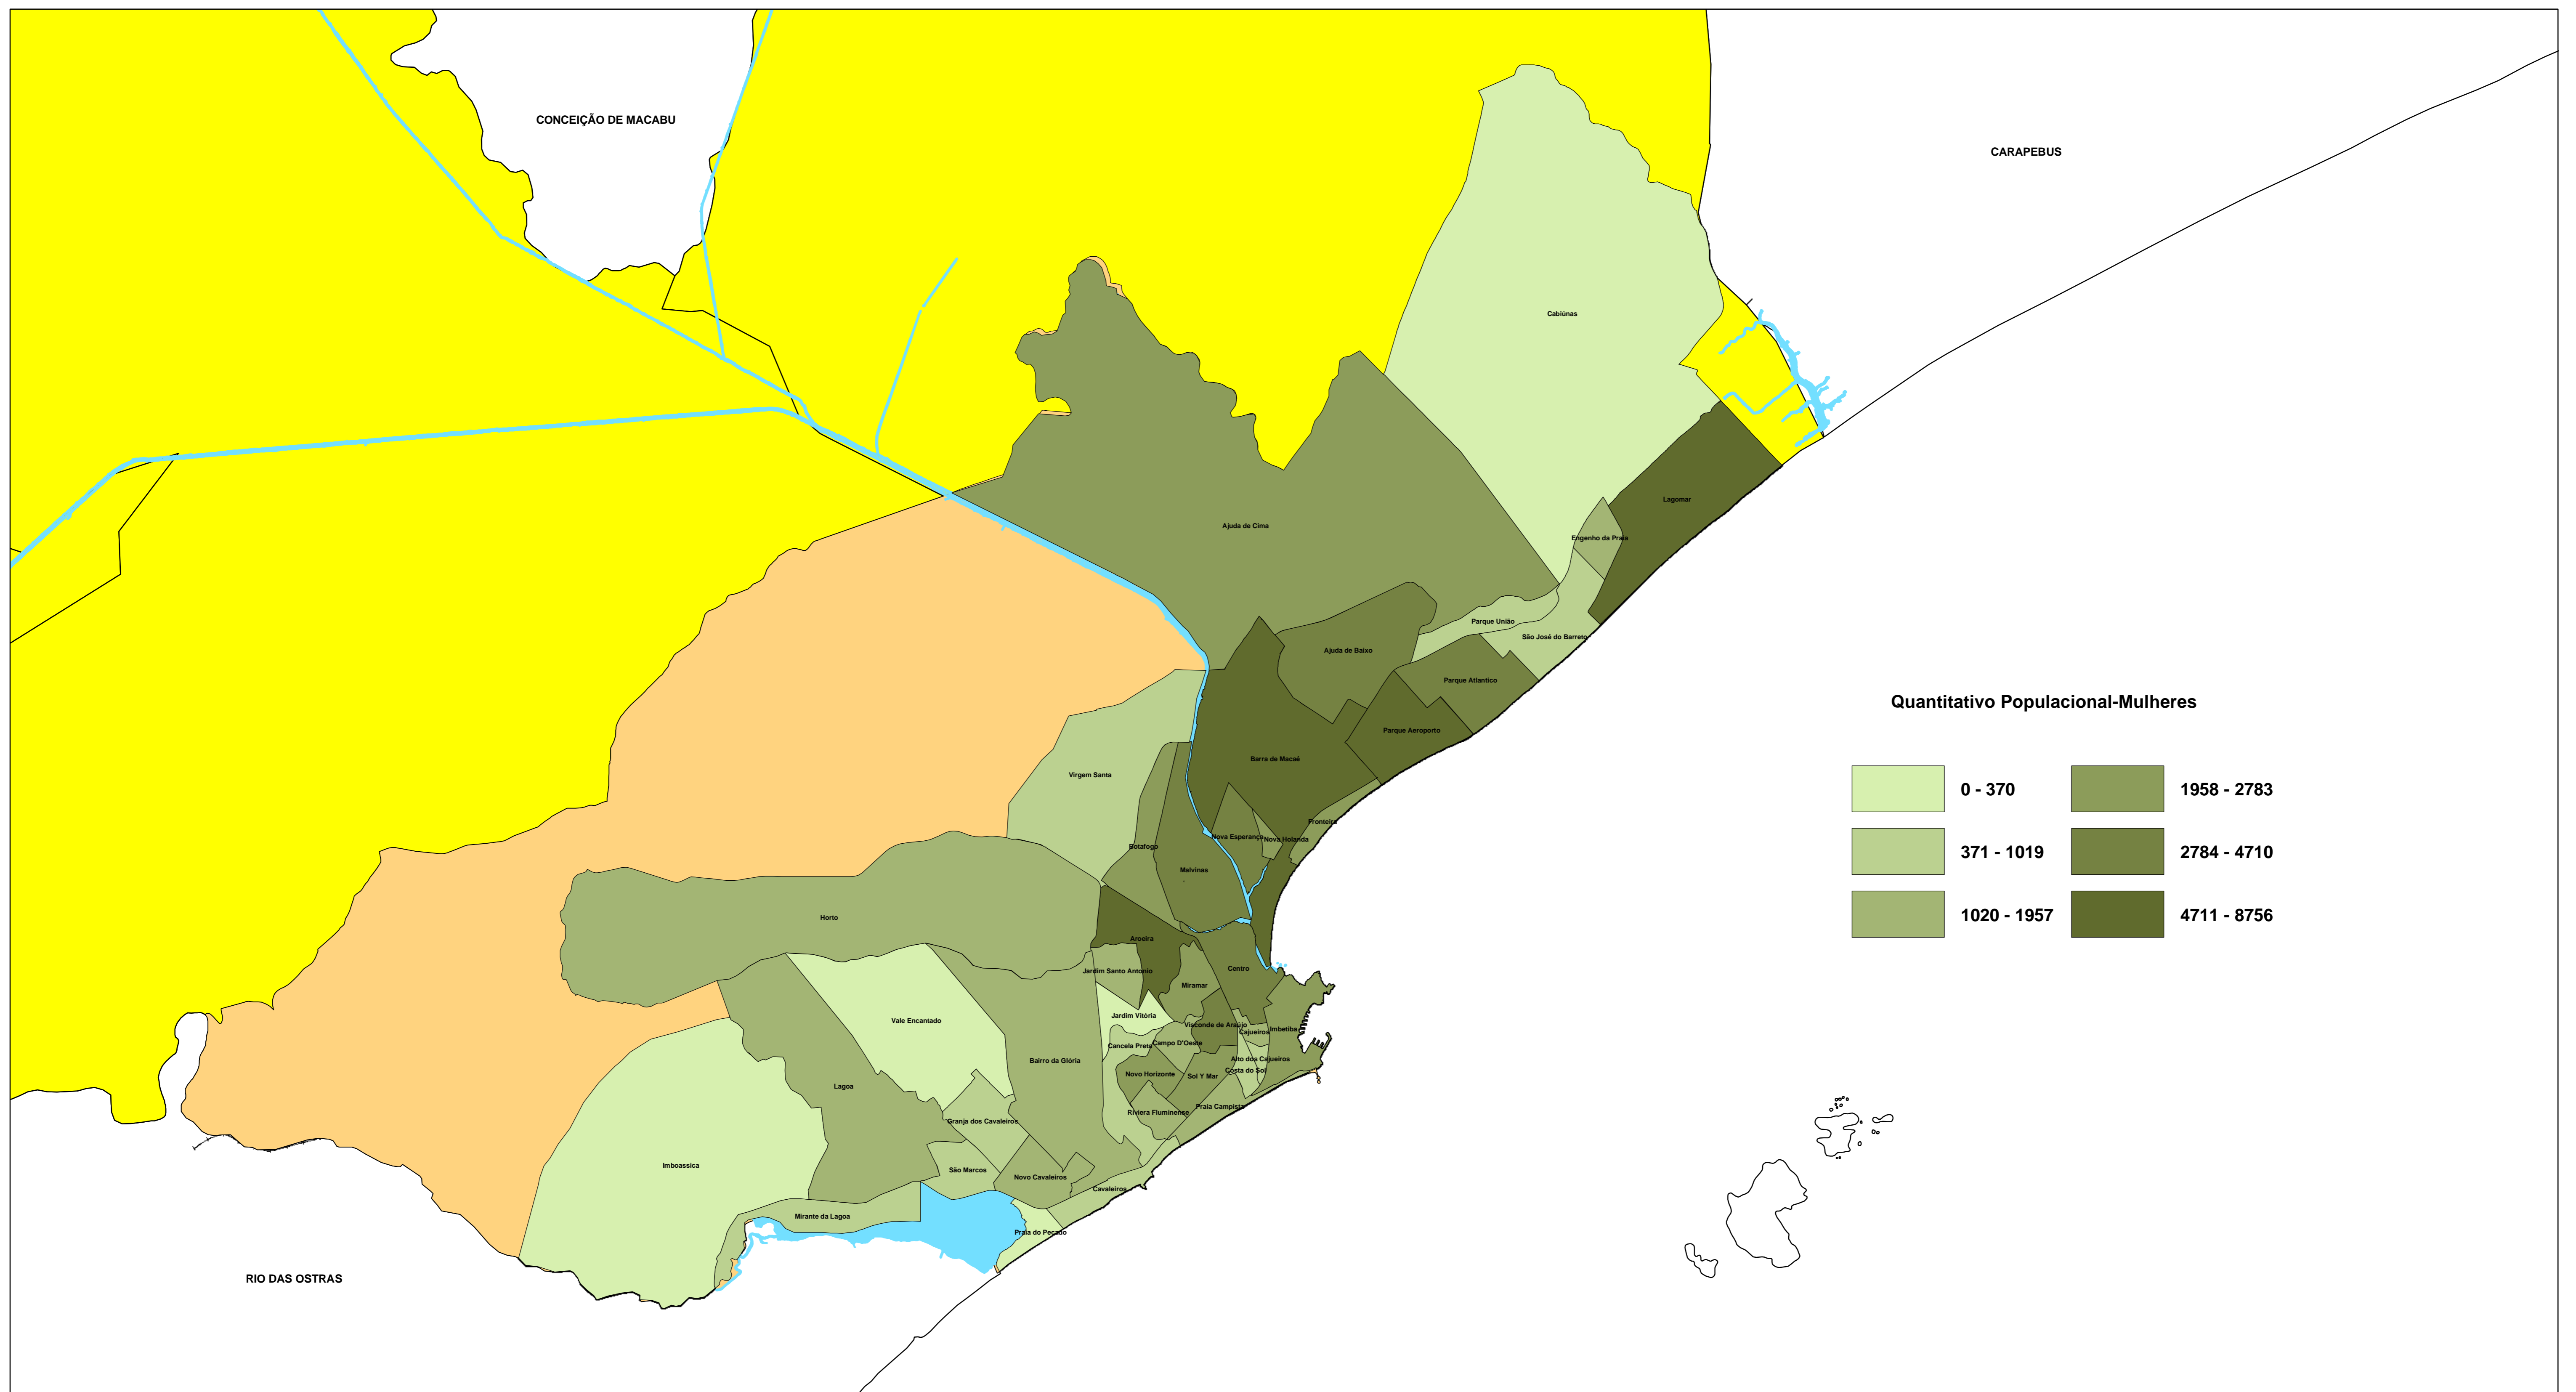 CONCEIÇÃO DE MACABU
CARAPEBUS
Cabiúnas
Lagomar
Ajuda de Cima
Engenho da Praia
Parque União
São José do Barreto
Ajuda de Baixo
Parque Atlantico
Quantitativo Populacional-Mulheres
Parque Aeroporto
Barra de Macaé
Virgem Santa
0 - 370
1958 - 2783
Fronteira
Nova Esperança
Nova Holanda
Botafogo
371 - 1019
2784 - 4710
Malvinas
Horto
1020 - 1957
4711 - 8756
Aroeira
Centro
Jardim Santo Antonio
Miramar
Jardim Vitória
Vale Encantado
Visconde de Araújo
Imbetiba
Cajueiros
Campo D'Oeste
Cancela Preta
Bairro da Glória
Alto dos Cajueiros
Costa do Sol
Novo Horizonte
Sol Y Mar
Lagoa
Praia Campista
Riviera Fluminense
Granja dos Cavaleiros
Imboassica
São Marcos
Novo Cavaleiros
Cavaleiros
Mirante da Lagoa
Praia do Pecado
RIO DAS OSTRAS